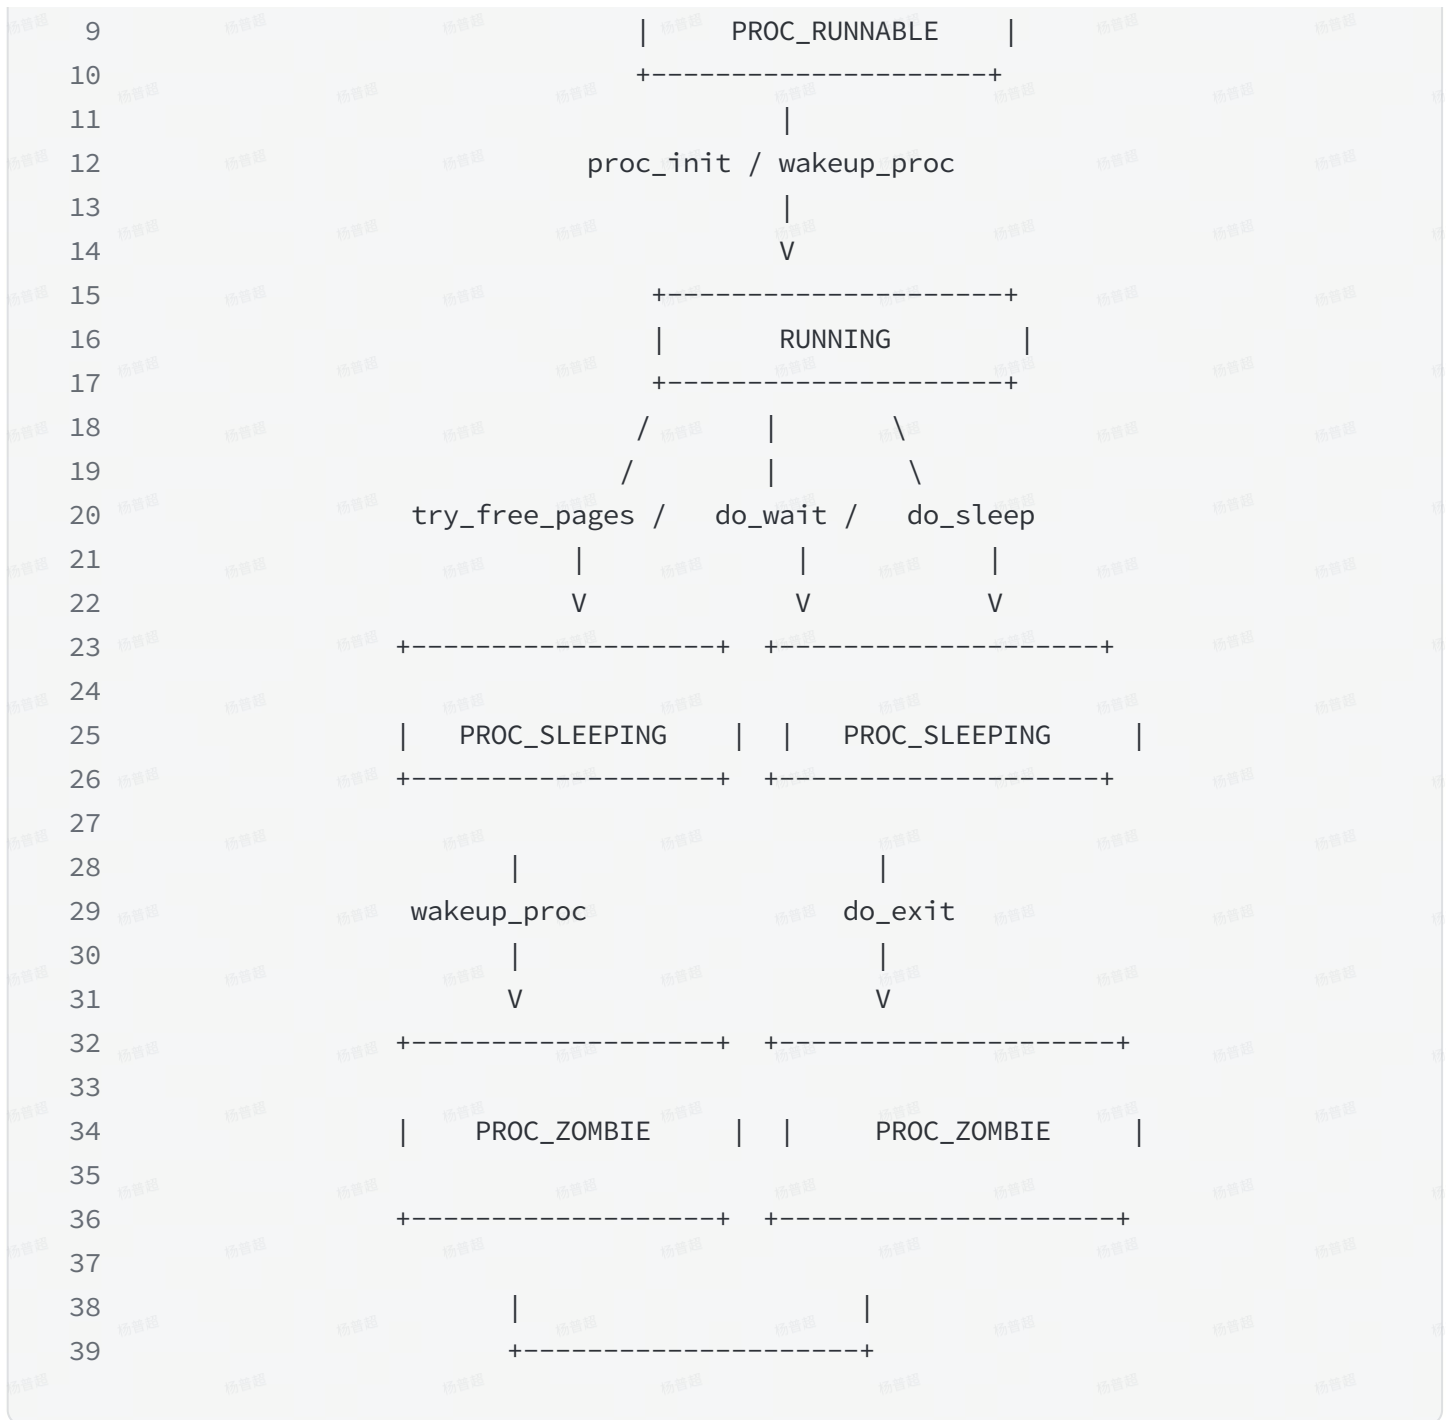 9                                  |     PROC_RUNNABLE    |
10                                 +---------------------+
11                                          |
12                              proc_init / wakeup_proc
13                                          |
14                                          V
15                                  +---------------------+
16                                  |       RUNNING        |
17                                  +---------------------+
18                                 /       |       \
19                                /        |        \
20                   try_free_pages /   do_wait /   do_sleep
21                             |             |           |
22                             V             V           V
23                  +-------------------+  +--------------------+
24
25                  |   PROC_SLEEPING    |  |   PROC_SLEEPING     |
26                  +-------------------+  +--------------------+
27
28                         |                      |
29                   wakeup_proc                do_exit
30                         |                      |
31                         V                      V
32                  +-------------------+  +---------------------+
33
34                  |    PROC_ZOMBIE     |  |     PROC_ZOMBIE     |
35
36                  +-------------------+  +---------------------+
37
38                         |                     |
39                         +---------------------+